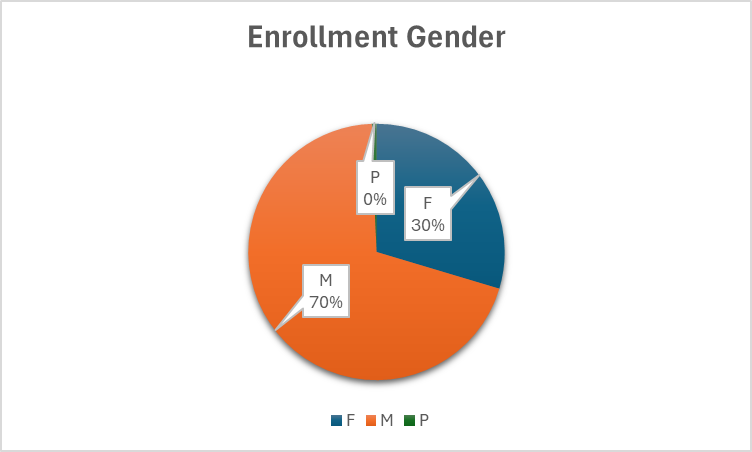 Enrollment Gender
P
0%
F
30%
M
70%
F M P